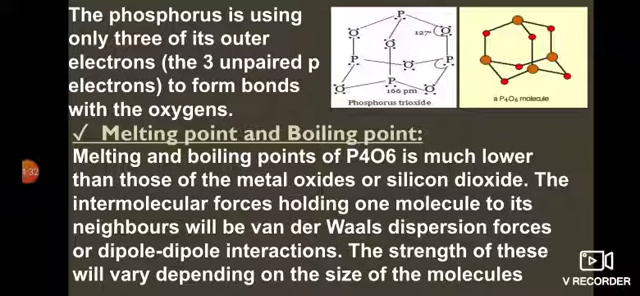 The phosphorus is using
only three of its outer
electrons (the 3 unpaired p
electrons) to form bonds
with the oxygens.
P
O
127°
O
O
P
P
O
P
O
O
166 pm
Phosphorus trioxide
a P4O6 molecule
✓ Melting point and Boiling point:
Melting and boiling points of P4O6 is much lower
than those of the metal oxides or silicon dioxide. The
intermolecular forces holding one molecule to its
neighbours will be van der Waals dispersion forces
or dipole-dipole interactions. The strength of these
will vary depending on the size of the molecules
4:32
V RECORDER